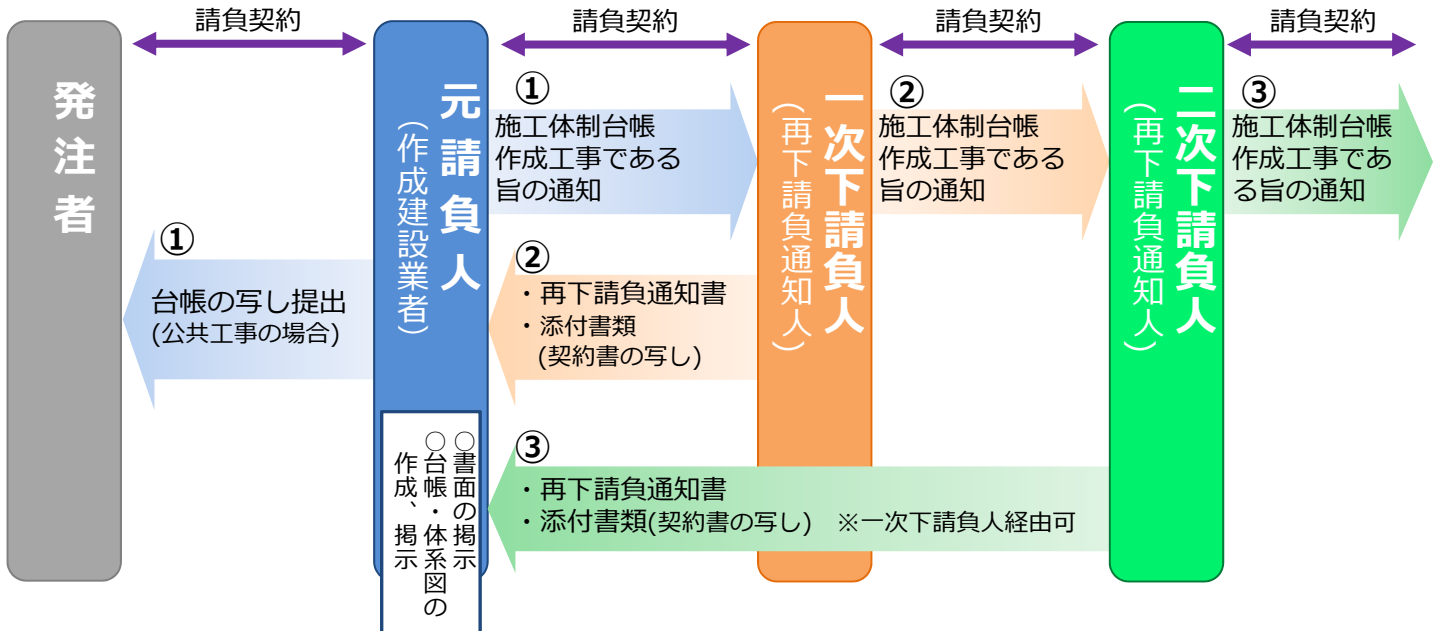 請負契約
請負契約
請負契約
請負契約
発注者
元請負人
(作成建設業者)
一次下請負人
(再下請負通知人)
二次下請負人
(再下請負通知人)
①
施工体制台帳
作成工事である
旨の通知
②
施工体制台帳
作成工事である
旨の通知
③
施工体制台帳
作成工事であ
る旨の通知
①
台帳の写し提出
(公共工事の場合)
②
・再下請負通知書
・添付書類
(契約書の写し)
③
・再下請負通知書
・添付書類(契約書の写し) ※一次下請負人経由可
○書面の掲示
○台帳・体系図の
作成、掲示